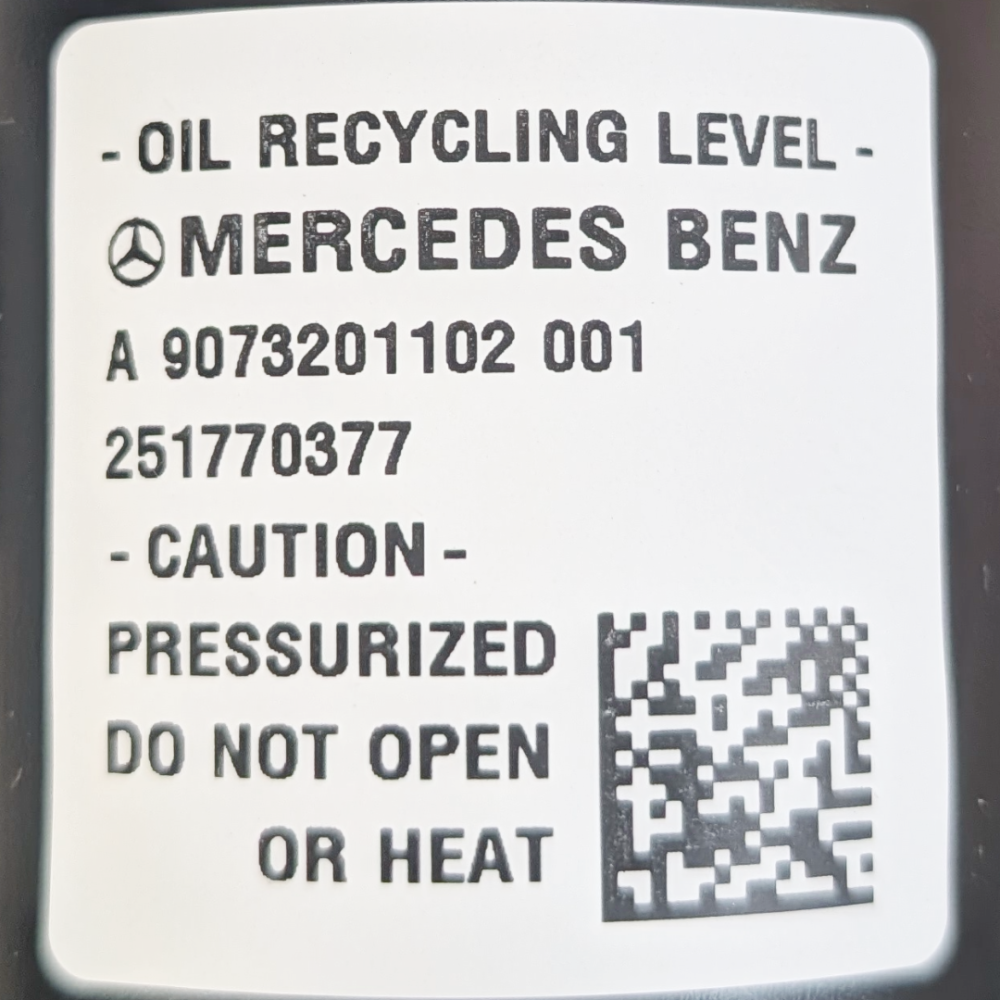 - OIL RECYCLING LEVEL -
MERCEDES BENZ
A 9073201102 001
251770377
- CAUTION -
PRESSURIZED
DO NOT OPEN
OR HEAT